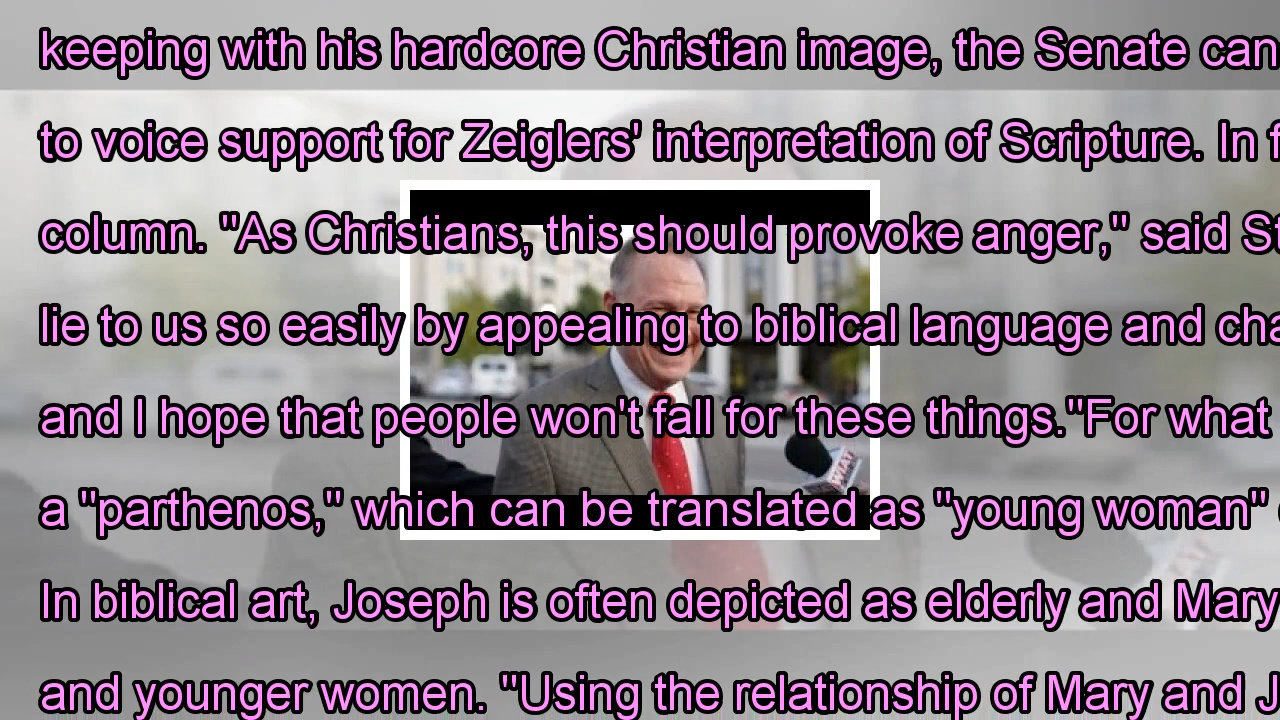 keeping with his hardcore Christian image, the Senate can
to voice support for Zeiglers' interpretation of Scripture. In f
column. "As Christians, this should provoke anger," said St
lie to us so easily by appealing to biblical language and cha
and I hope that people won't fall for these things."For what
a "parthenos," which can be translated as "young woman"
In biblical art, Joseph is often depicted as elderly and Mary
and younger women. "Using the relationship of Mary and J
WIAT